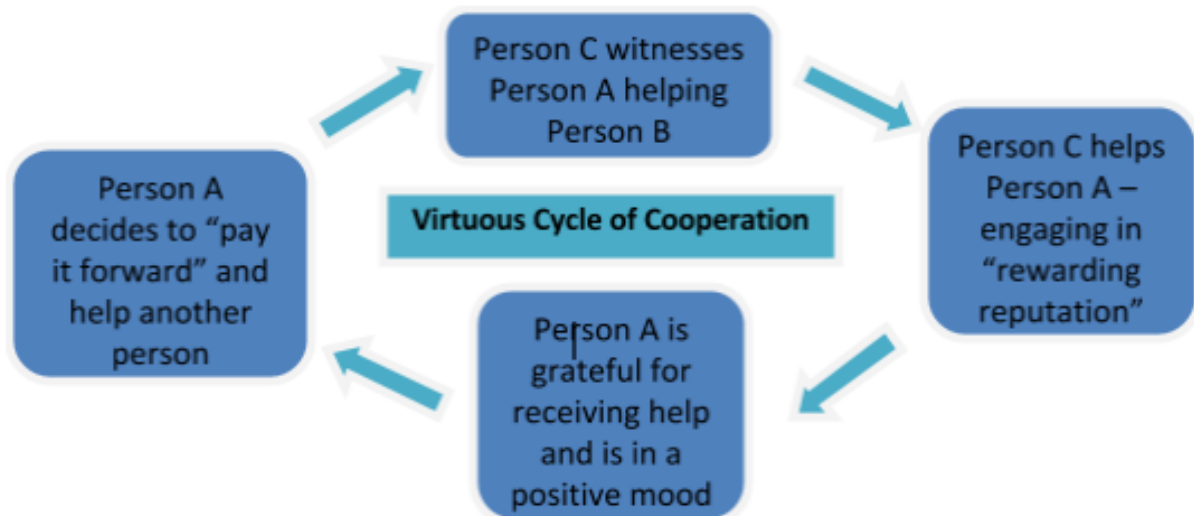 Person C witnesses
Person A helping
Person B
Person C helps
Person A –
engaging in
“rewarding
reputation”
Person A is
grateful for
receiving help
and is in a
positive mood
Person A
decides to “pay
it forward” and
help another
person
Virtuous Cycle of Cooperation